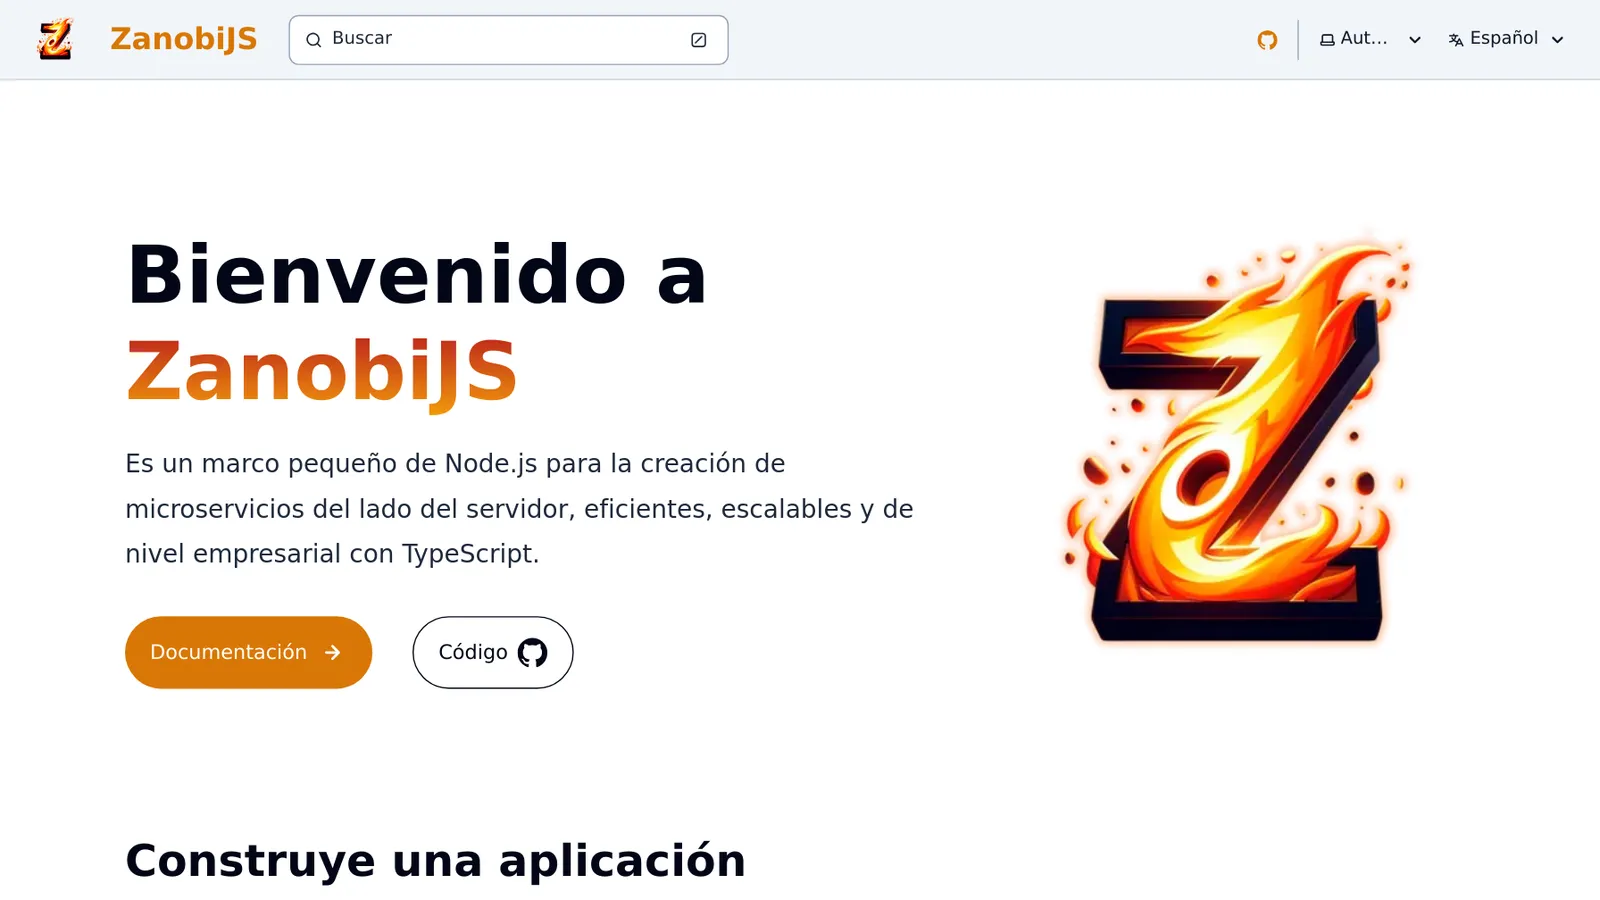 ZanobiJS
Buscar
Aut...
Español
Bienvenido a
ZanobiJS
Es un marco pequeño de Node.js para la creación de
microservicios del lado del servidor, eficientes, escalables y de
nivel empresarial con TypeScript.
Documentación
Código
Construye una aplicación